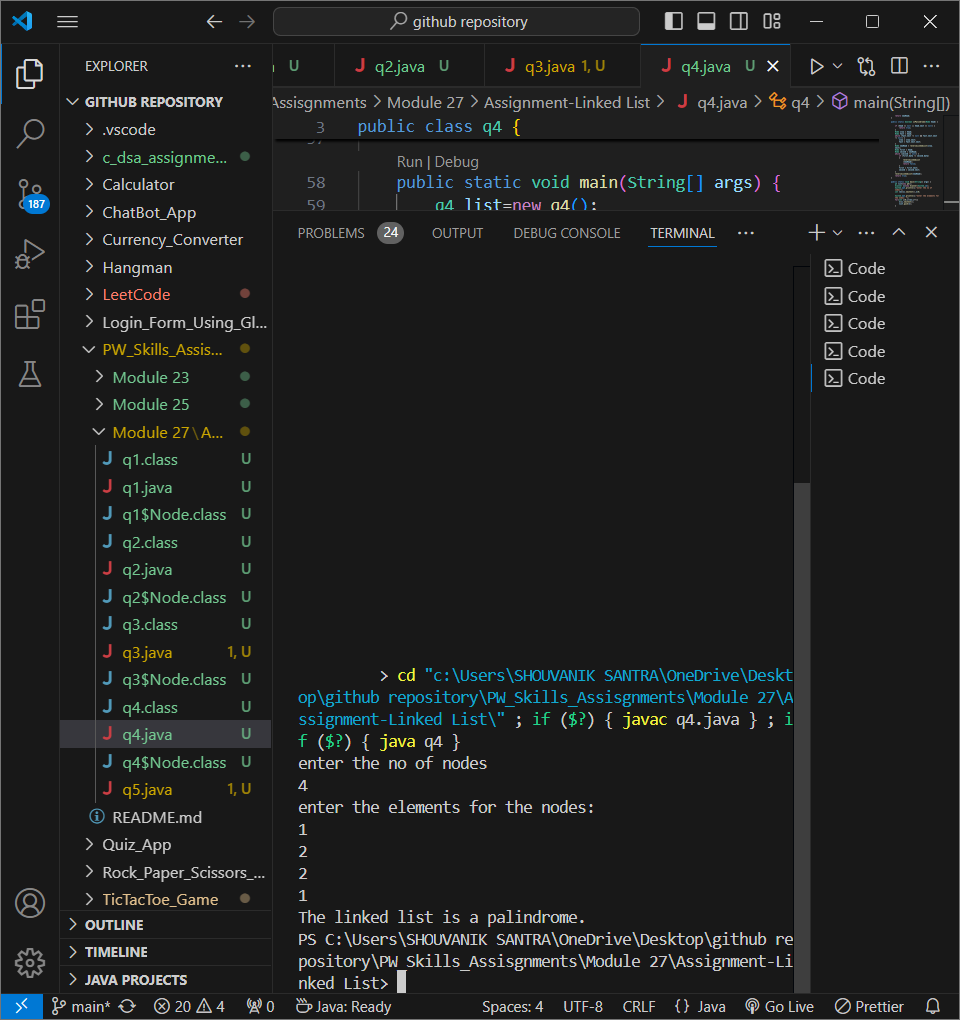 github repository
EXPLORER
GITHUB REPOSITORY
.vscode
c_dsa_assignme...
Calculator
ChatBot_App
Currency_Converter
Hangman
LeetCode
Login_Form_Using_Gl...
PW_Skills_Assis...
Module 23
Module 25
Module 27\A...
q1.class U
q1.java U
q1$Node.class U
q2.class U
q2.java U
q2$Node.class U
q3.class U
q3.java 1, U
q3$Node.class U
q4.class U
q4.java U
q4$Node.class U
q5.java 1, U
README.md
Quiz_App
Rock_Paper_Scissors_...
TicTacToe_Game
OUTLINE
TIMELINE
JAVA PROJECTS
187
U
q2.java U
q3.java 1, U
q4.java U
Assisgnments > Module 27 > Assignment-Linked List > q4.java > q4 > main(String[])
3 public class q4 {
Run | Debug
58 public static void main(String[] args) {
59 q4 list=new q4();
PROBLEMS 24 OUTPUT DEBUG CONSOLE TERMINAL
Code
Code
Code
Code
Code
> cd "c:\Users\SHOUVANIK SANTRA\OneDrive\Deskt
op\github repository\PW_Skills_Assisgnments\Module 27\A
ssignment-Linked List\" ; if ($?) { javac q4.java } ; i
f ($?) { java q4 }
enter the no of nodes
4
enter the elements for the nodes:
1
2
2
1
The linked list is a palindrome.
PS C:\Users\SHOUVANIK SANTRA\OneDrive\Desktop\github re
pository\PW_Skills_Assisgnments\Module 27\Assignment-Li
nked List>
main* 20 4 0 Java: Ready Spaces: 4 UTF-8 CRLF {} Java Go Live Prettier